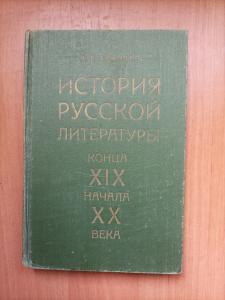 ИСТОРИЯ
РУССКОЙ
ЛИТЕРАТУРЫ
КОНЦА
XIX
НАЧАЛА
XX
ВЕКА